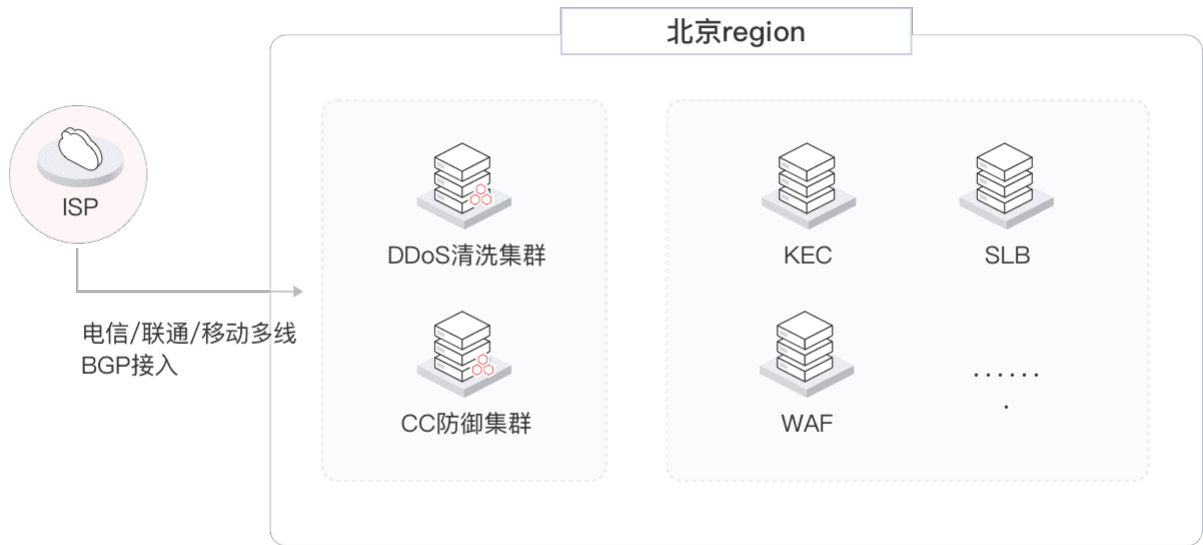 北京region
ISP
电信/联通/移动多线
BGP接入
DDoS清洗集群
CC防御集群
KEC
SLB
WAF
......
.